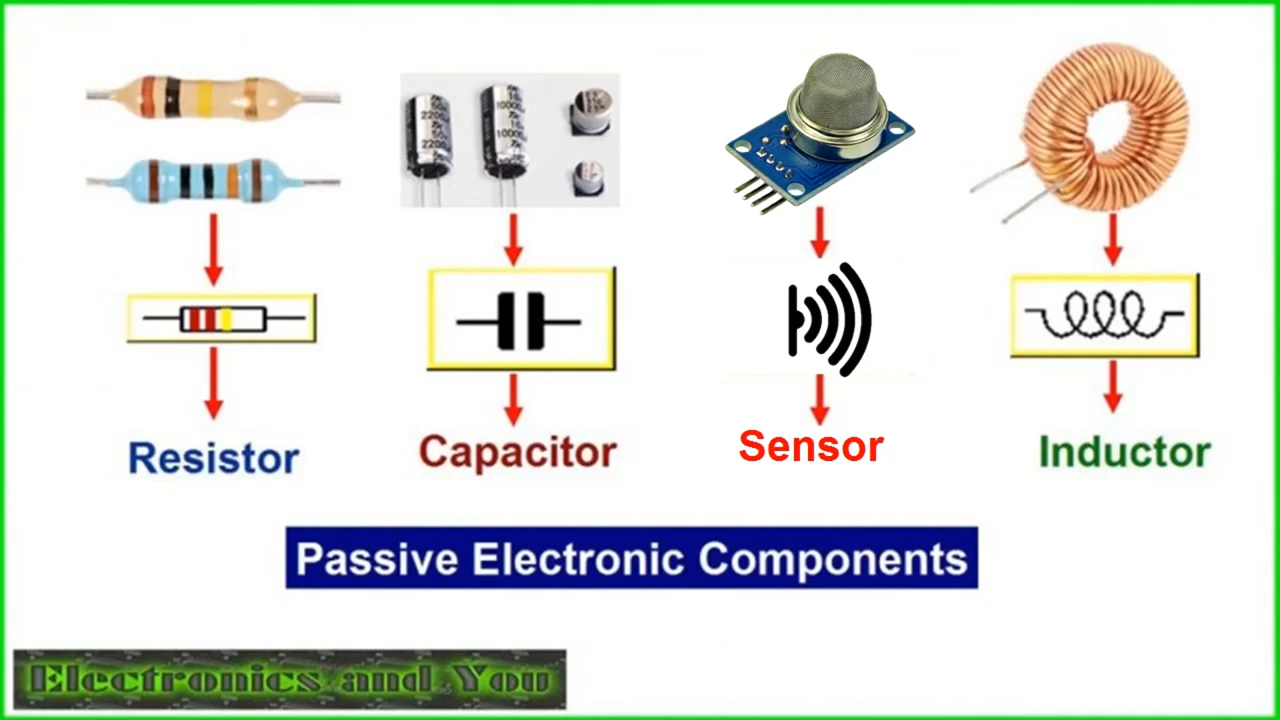 Resistor
Capacitor
Sensor
Inductor
Passive Electronic Components
Electronics and You